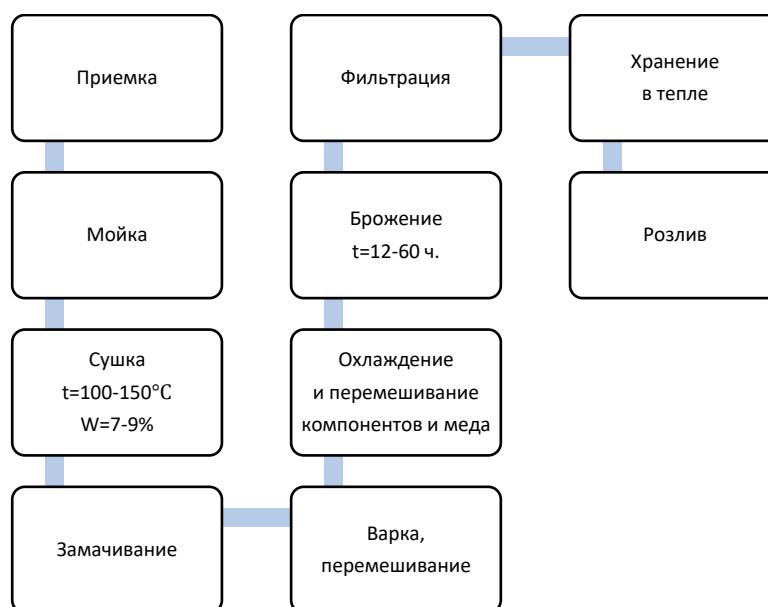 Приемка
Мойка
Сушка
t=100-150°C
W=7-9%
Замачивание
Варка,
перемешивание
Охлаждение
и перемешивание
компонентов и меда
Брожение
t=12-60 ч.
Фильтрация
Хранение
в тепле
Розлив